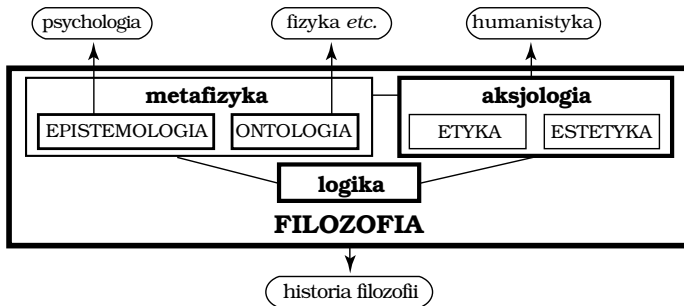 psychologia
fizyka etc.
humanistyka
metafizyka
aksjologia
EPISTEMOLOGIA
ONTOLOGIA
ETYKA
ESTETYKA
logika
FILOZOFIA
historia filozofii